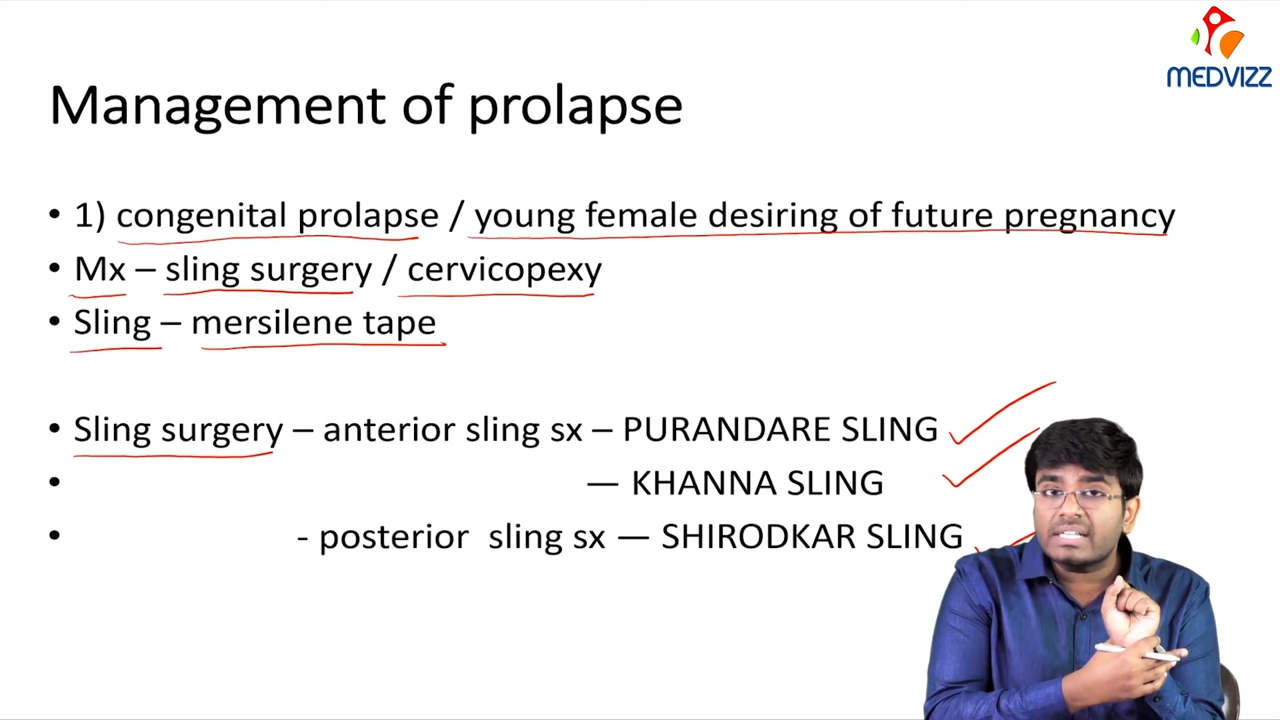 MEDVIZZ
Management of prolapse
• 1) congenital prolapse / young female desiring of future pregnancy
• Mx – sling surgery / cervicopexy
• Sling – mersilene tape
• Sling surgery – anterior sling sx – PURANDARE SLING
• — KHANNA SLING
• - posterior sling sx — SHIRODKAR SLING